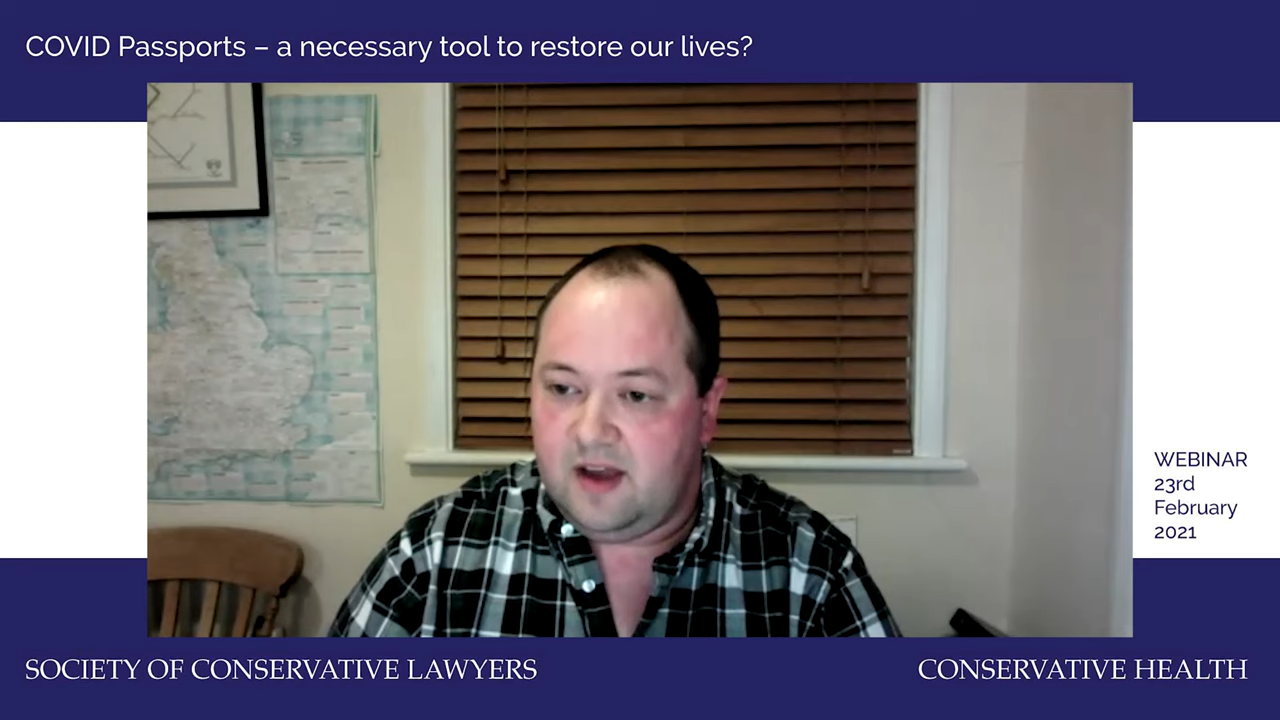 COVID Passports – a necessary tool to restore our lives?
WEBINAR
23rd
February
2021
SOCIETY OF CONSERVATIVE LAWYERS
CONSERVATIVE HEALTH